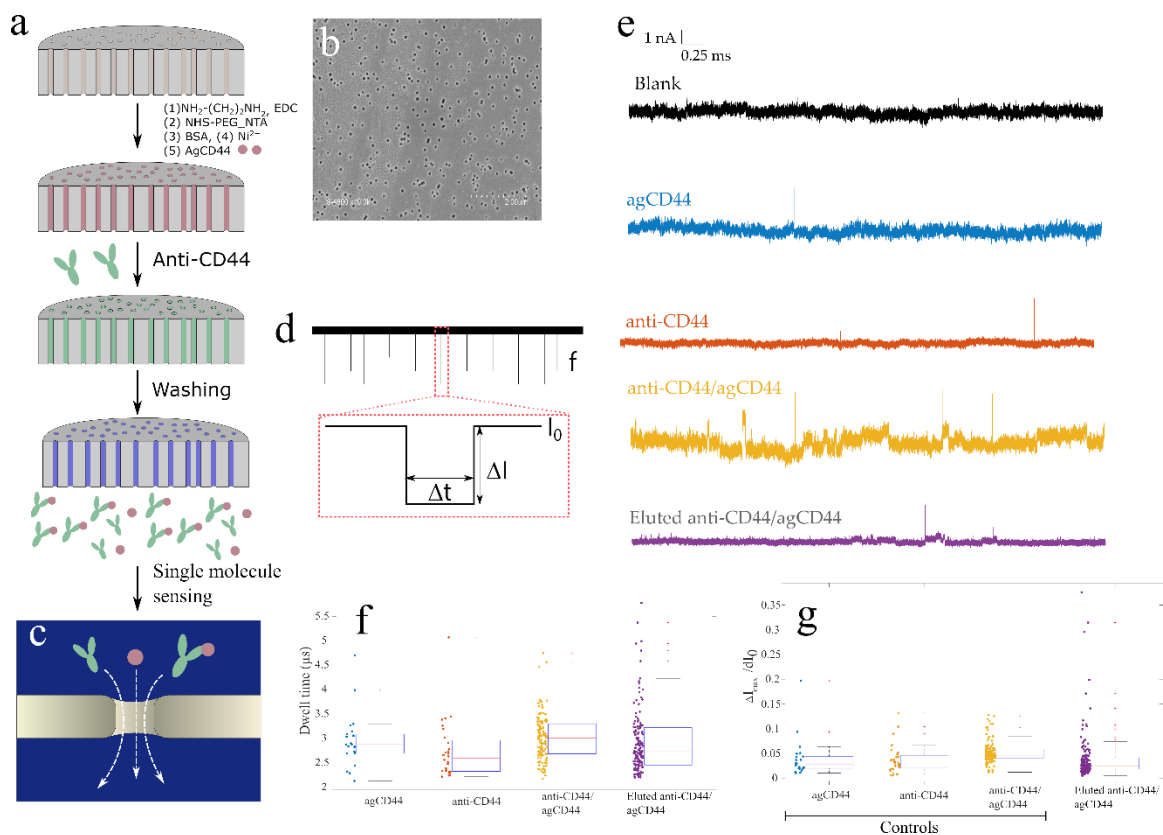 a
(1)NH2-(CH2)2NH2, EDC
(2) NHS-PEG_NTA
(3) BSA, (4) Ni2-
(5) AgCD44
Anti-CD44
Washing
Single molecule
sensing
b
2.00um
c
d
f
I0
ΔI
Δt
e
1 nA
0.25 ms
Blank
agCD44
anti-CD44
anti-CD44/agCD44
Eluted anti-CD44/agCD44
f
Dwell time (μs)
5.5
5
4.5
4
3.5
3
2.5
2
agCD44
anti-CD44
anti-CD44/
agCD44
Eluted anti-CD44/
agCD44
g
ΔImax/dI0
0.35
0.3
0.25
0.2
0.15
0.1
0.05
0
agCD44
anti-CD44
anti-CD44/
agCD44
Eluted anti-CD44/
agCD44
Controls